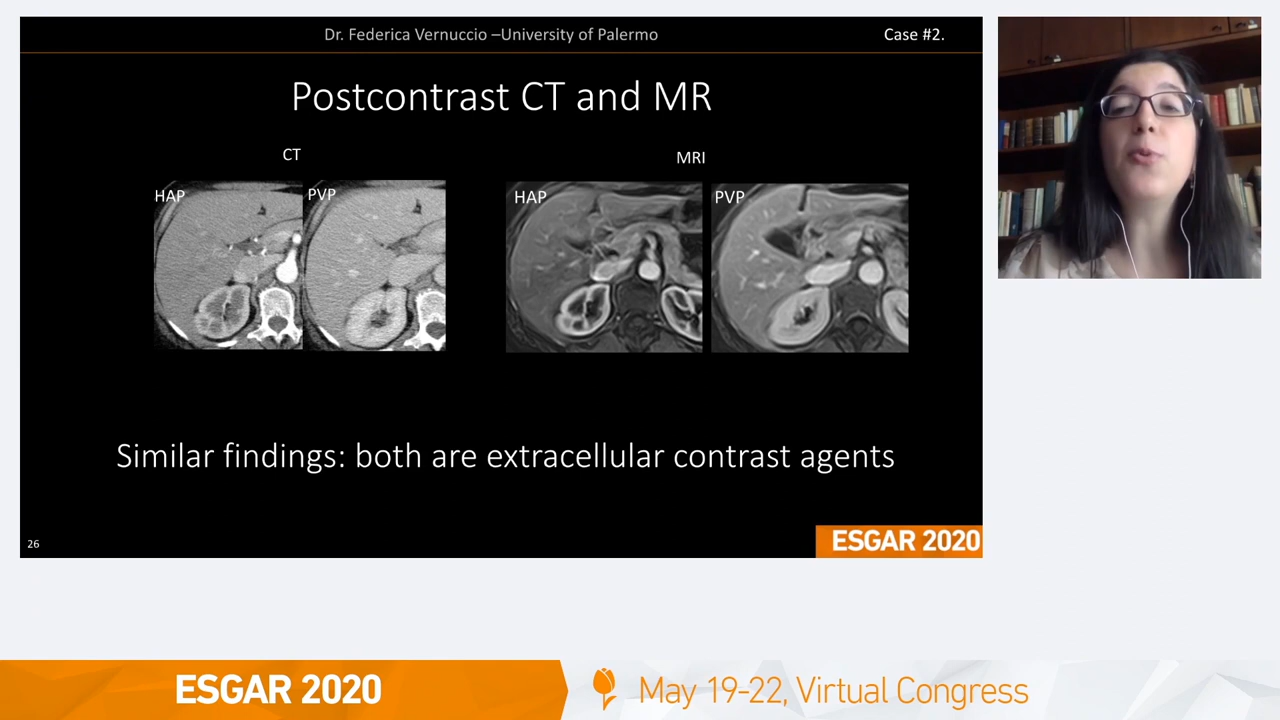 Dr. Federica Vernuccio –University of Palermo
Case #2.
Postcontrast CT and MR
CT
MRI
HAP
PVP
HAP
PVP
Similar findings: both are extracellular contrast agents
26
ESGAR 2020
ESGAR 2020
May 19-22, Virtual Congress